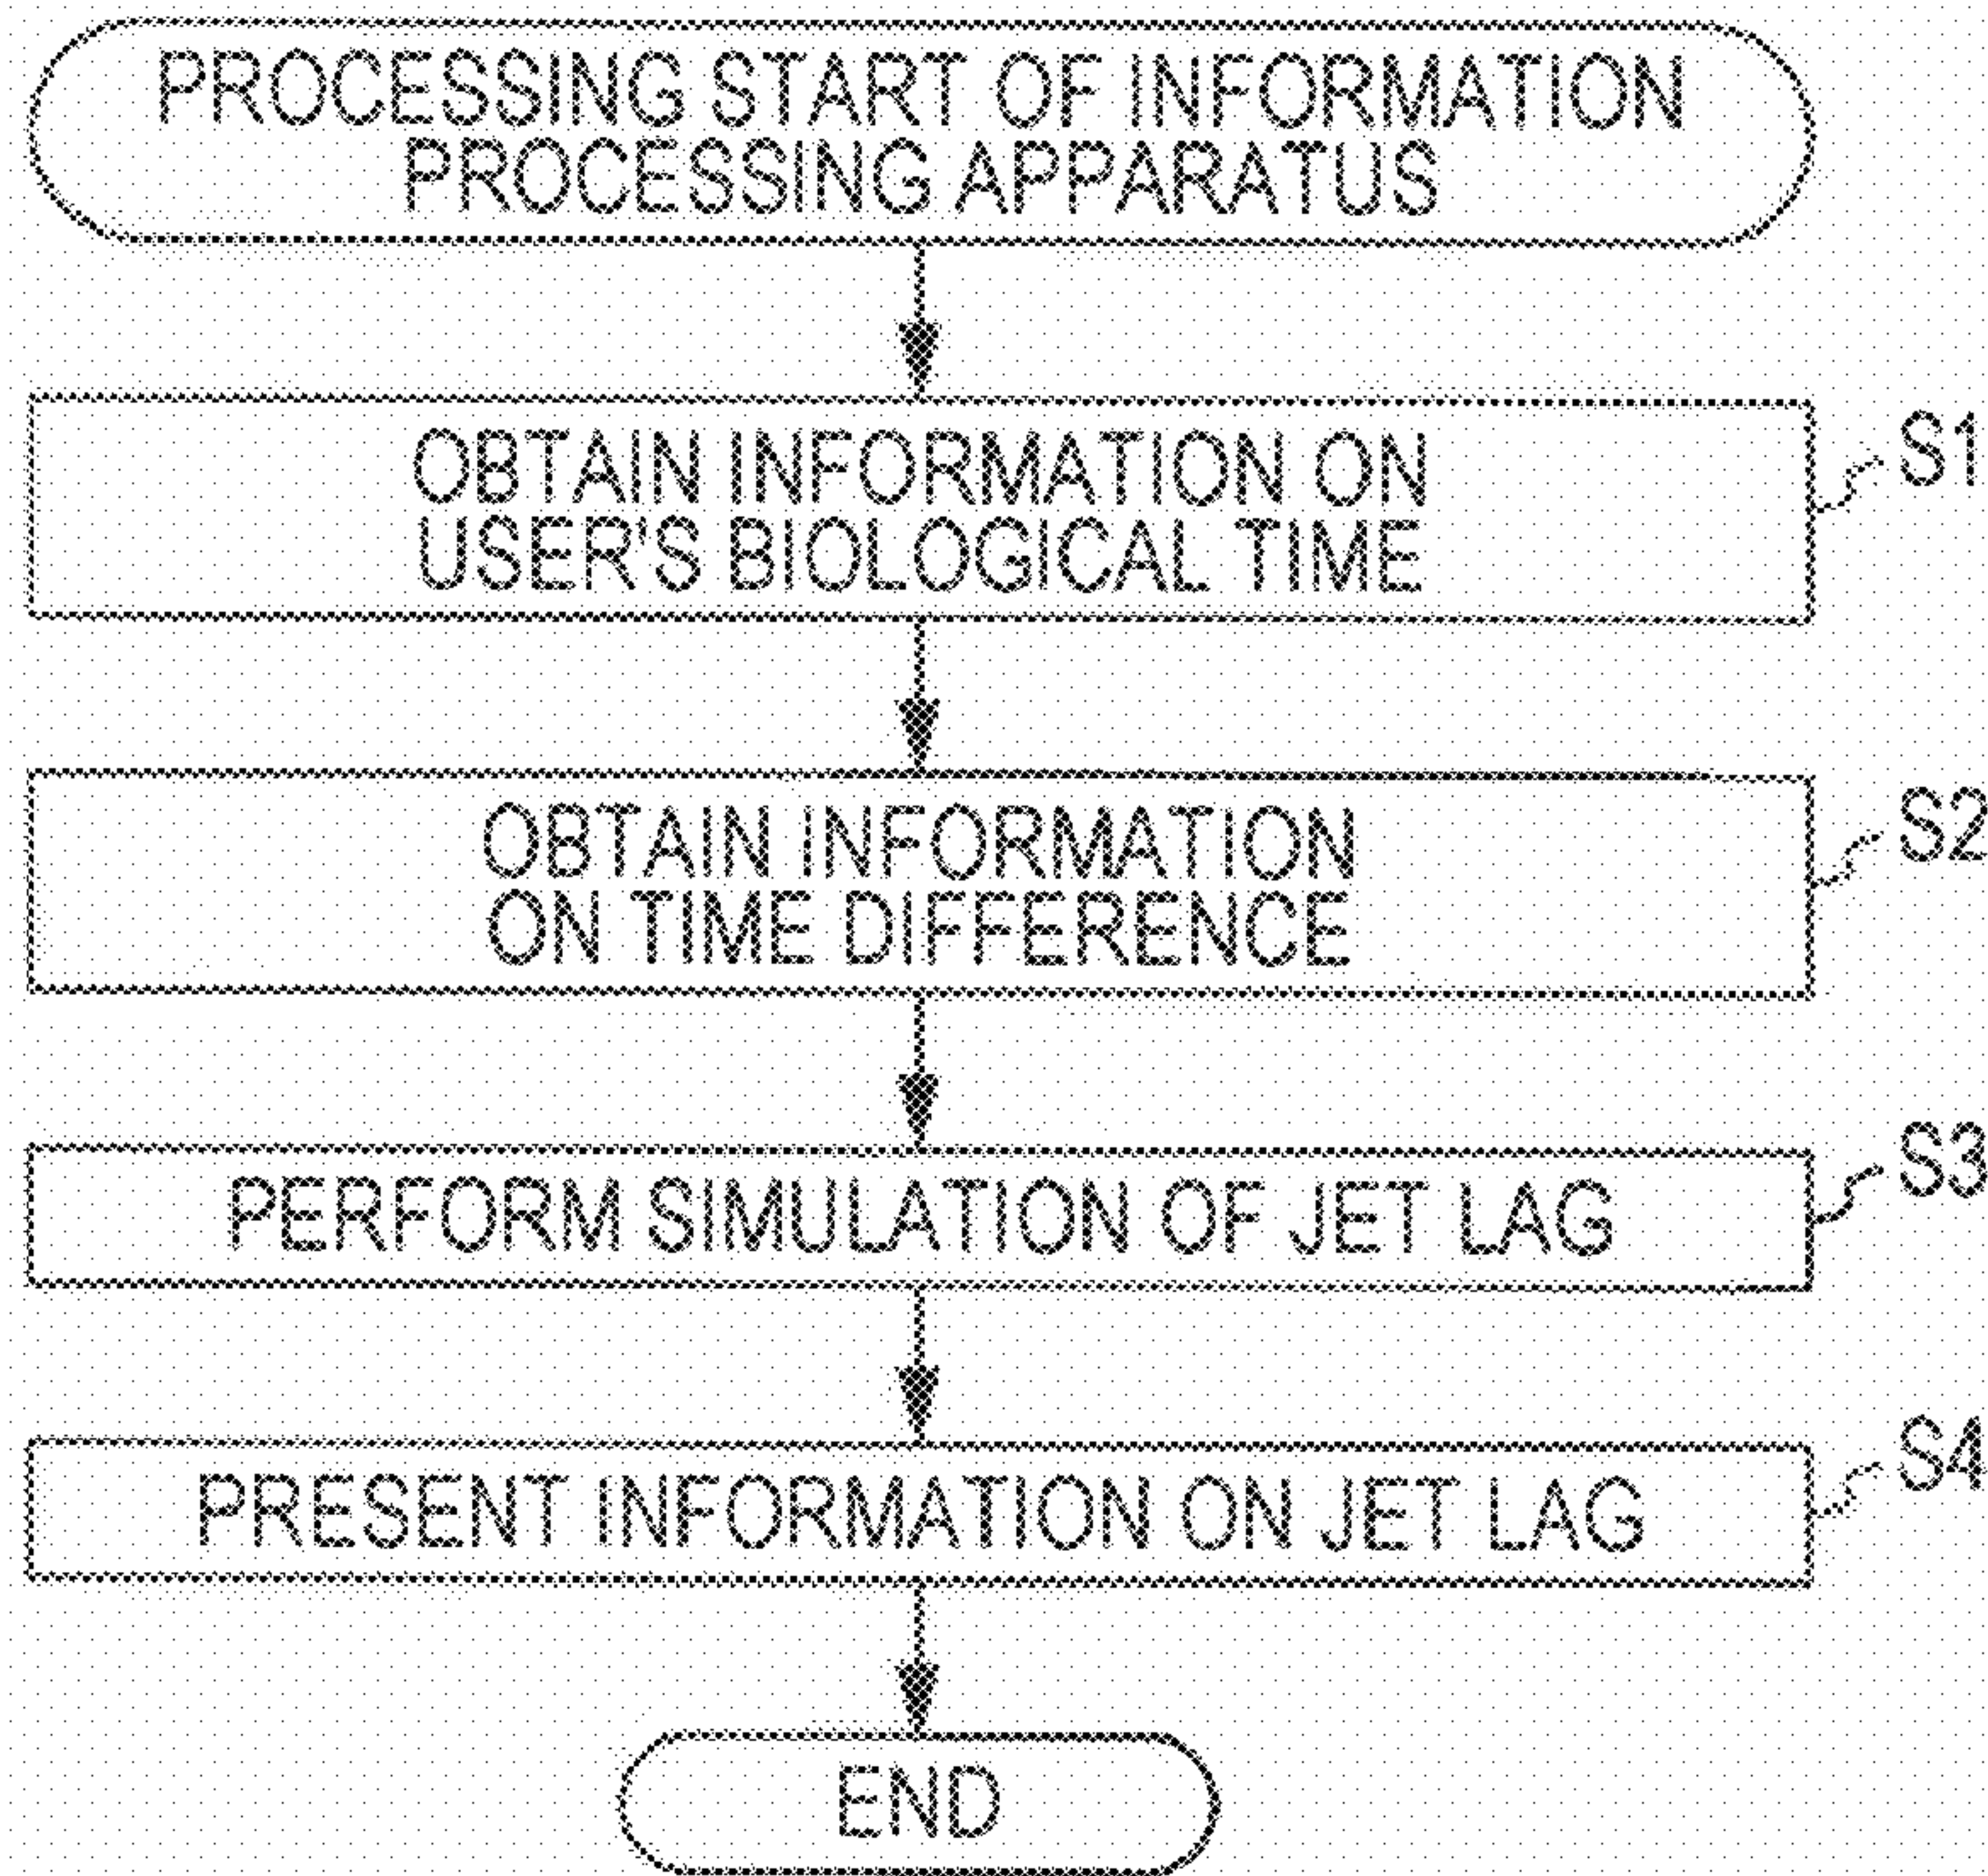 PROCESSING START OF INFORMATION
PROCESSING APPARATUS
OBTAIN INFORMATION ON
USER'S BIOLOGICAL TIME
S1
OBTAIN INFORMATION
ON TIME DIFFERENCE
S2
PERFORM SIMULATION OF JET LAG
S3
PRESENT INFORMATION ON JET LAG
S4
END